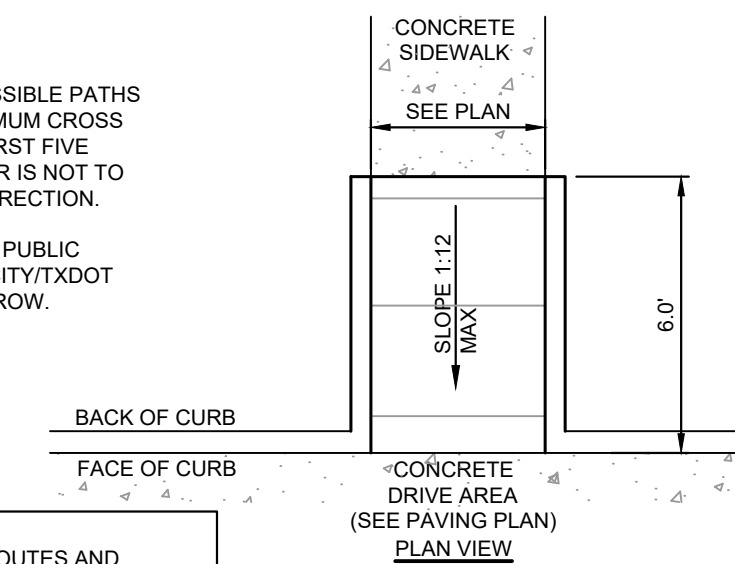 CONCRETE
SIDEWALK
SEE PLAN
SSIBLE PATHS
MUM CROSS
RST FIVE
R IS NOT TO
RECTION.
PUBLIC
ITY/TXDOT
ROW.
SLOPE 1:12
MAX
6.0'
BACK OF CURB
FACE OF CURB
CONCRETE
DRIVE AREA
(SEE PAVING PLAN)
PLAN VIEW
OUTES AND